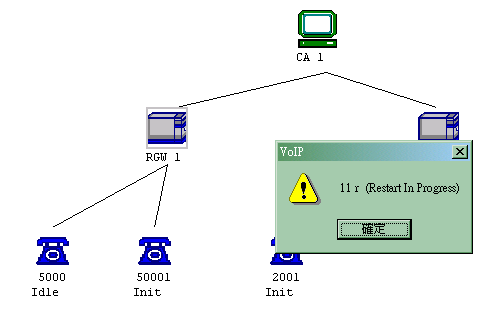 CA 1
RGW 1
VoIP
11 r (Restart In Progress)
確定
5000
Idle
50001
Init
2001
Init